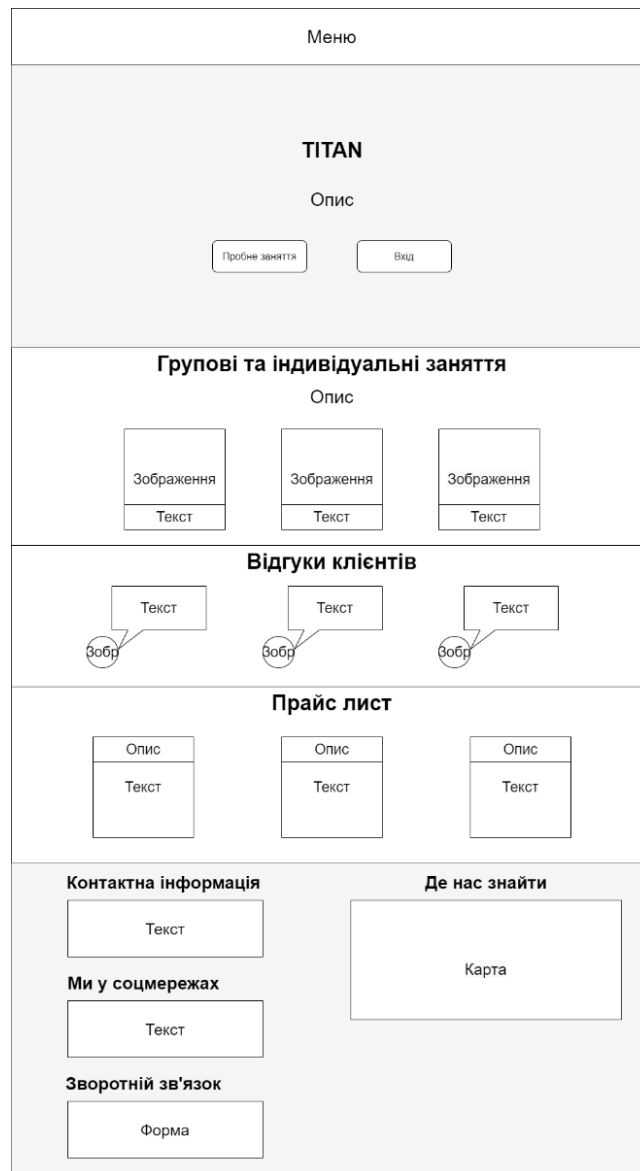 Меню
TITAN
Опис
Пробне заняття
Вхід
Групові та індивідуальні заняття
Опис
Зображення Зображення Зображення
Текст Текст Текст
Відгуки клієнтів
Текст Текст Текст
Зобр Зобр Зобр
Прайс лист
Опис Опис Опис
Текст Текст Текст
Контактна інформація
Текст
Ми у соцмережах
Текст
Зворотній зв'язок
Форма
Де нас знайти
Карта